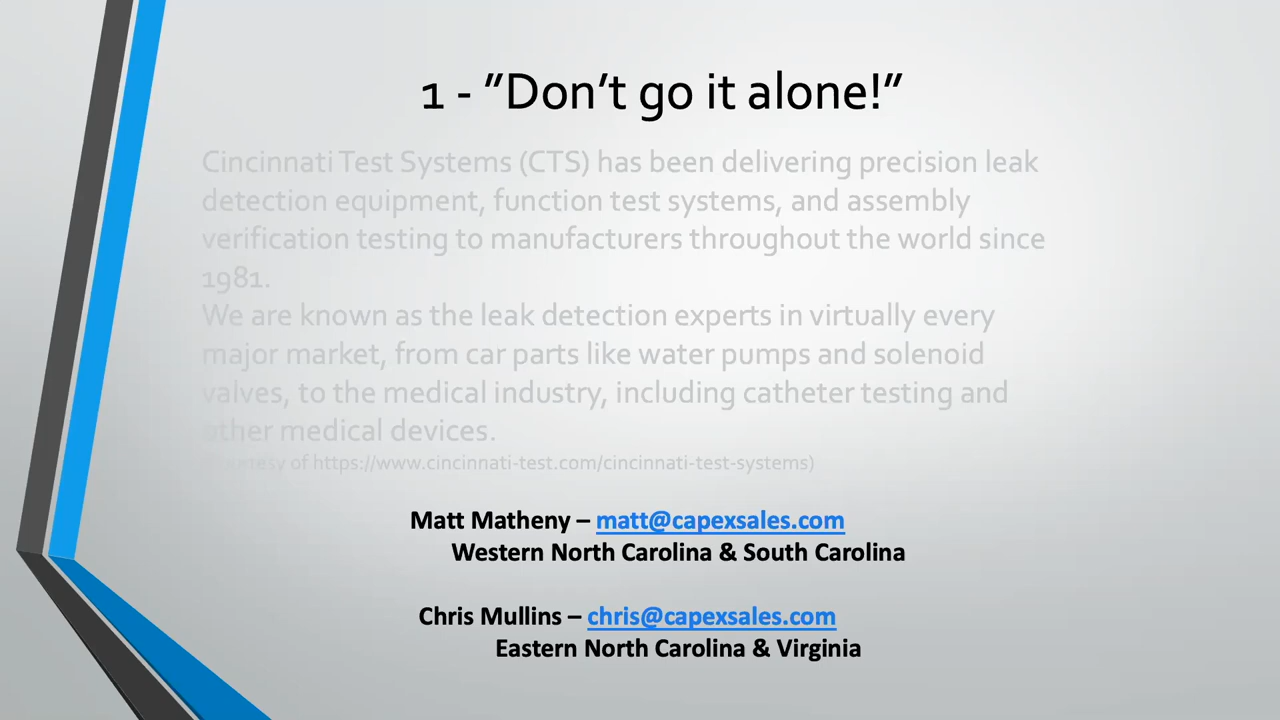 1 - ”Don’t go it alone!”
Cincinnati Test Systems (CTS) has been delivering precision leak
detection equipment, function test systems, and assembly
verification testing to manufacturers throughout the world since
1981.
We are known as the leak detection experts in virtually every
major market, from car parts like water pumps and solenoid
valves, to the medical industry, including catheter testing and
other medical devices.
(Courtesy of https://www.cincinnati-test.com/cincinnati-test-systems)
Matt Matheny – matt@capexsales.com
Western North Carolina & South Carolina
Chris Mullins – chris@capexsales.com
Eastern North Carolina & Virginia